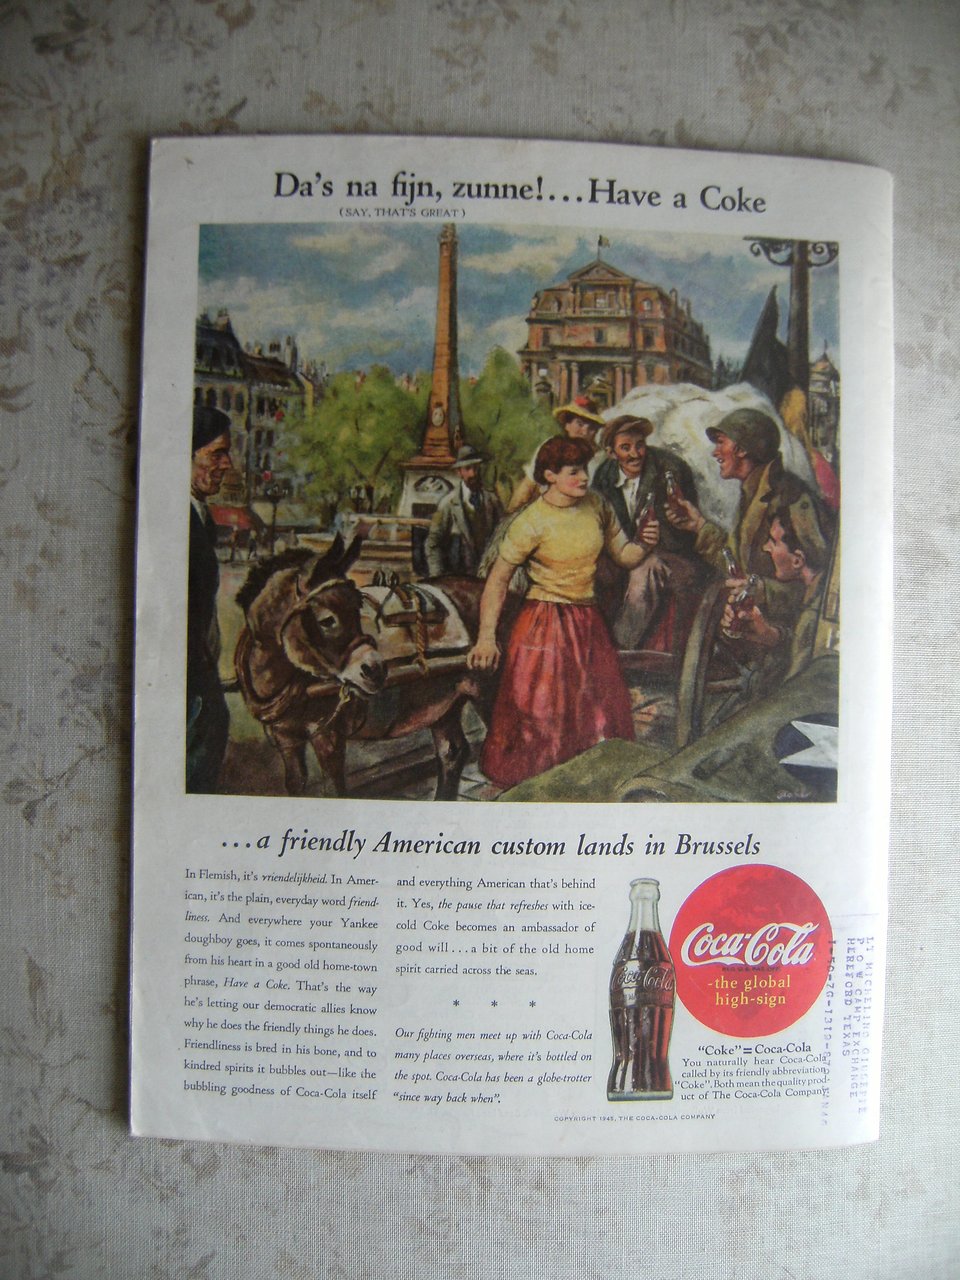 Da's na fijn, zunne!...Have a Coke
(SAY, THAT'S GREAT)
...a friendly American custom lands in Brussels
In Flemish, it's vriendelijkheid. In Amer-
ican, it's the plain, everyday word friend-
liness. And everywhere your Yankee
doughboy goes, it comes spontaneously
from his heart in a good old home-town
phrase, Have a Coke. That's the way
he's letting our democratic allies know
why he does the friendly things he does.
Friendliness is bred in his bone, and to
kindred spirits it bubbles out—like the
bubbling goodness of Coca-Cola itself
and everything American that's behind
it. Yes, the pause that refreshes with ice-
cold Coke becomes an ambassador of
good will...a bit of the old home
spirit carried across the seas.
* * *
Our fighting men meet up with Coca-Cola
many places overseas, where it's bottled on
the spot. Coca-Cola has been a globe-trotter
"since way back when".
Coca-Cola
Coca-Cola
REG. U.S. PAT. OFF.
-the global
high-sign
"Coke"=Coca-Cola
You naturally hear Coca-Cola
called by its friendly abbreviation
"Coke". Both mean the quality prod-
uct of The Coca-Cola Company.
COPYRIGHT 1945, THE COCA-COLA COMPANY
P O W CAMP EXCHANGE
HEREFORD TEXAS